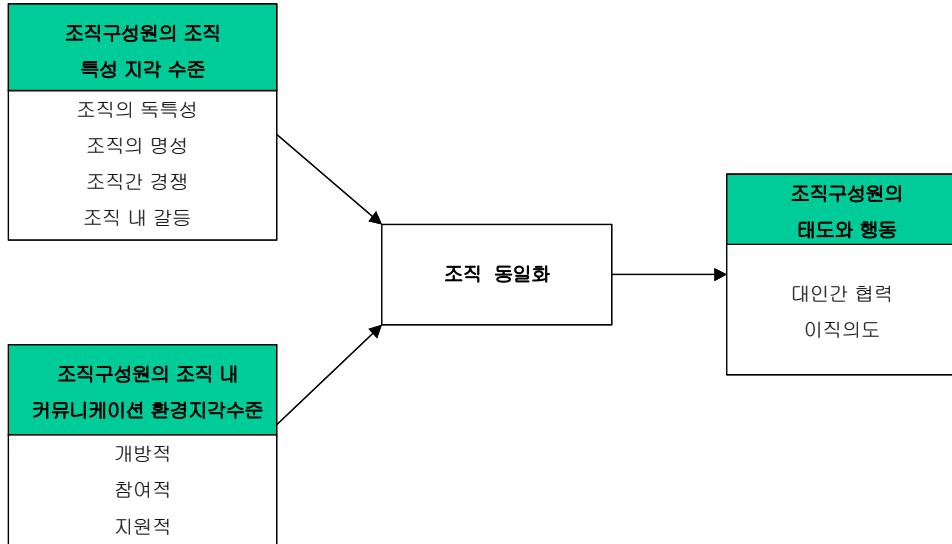 조직구성원의 조직
특성 지각 수준
조직의 독특성
조직의 명성
조직간 경쟁
조직 내 갈등
조직구성원의 조직 내
커뮤니케이션 환경지각수준
개방적
참여적
지원적
조직 동일화
조직구성원의
태도와 행동
대인간 협력
이직의도